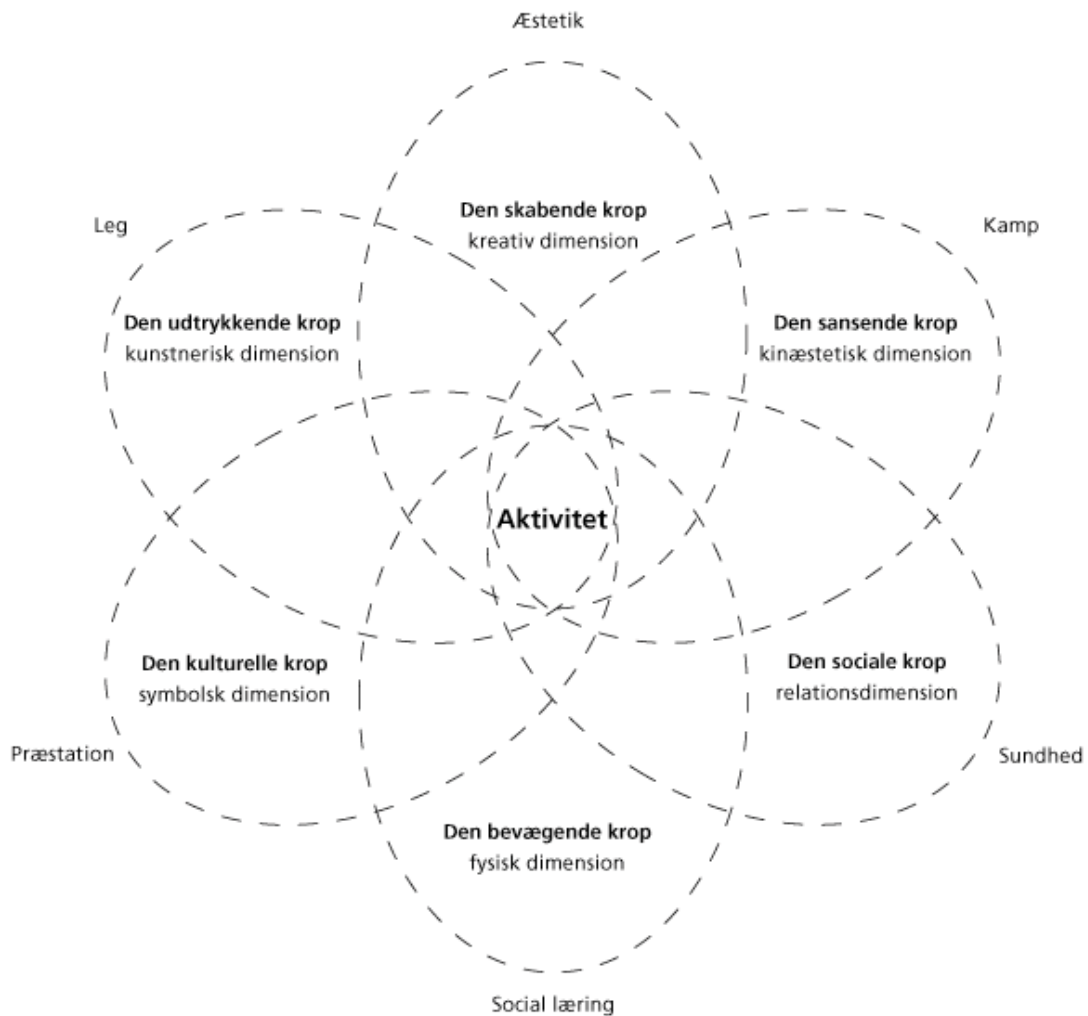 Æstetik
Den skabende krop
kreativ dimension
Leg
Kamp
Den udtrykkende krop
kunstnerisk dimension
Den sansende krop
kinæstetisk dimension
Aktivitet
Den kulturelle krop
symbolsk dimension
Den sociale krop
relationsdimension
Præstation
Sundhed
Den bevægende krop
fysisk dimension
Social læring